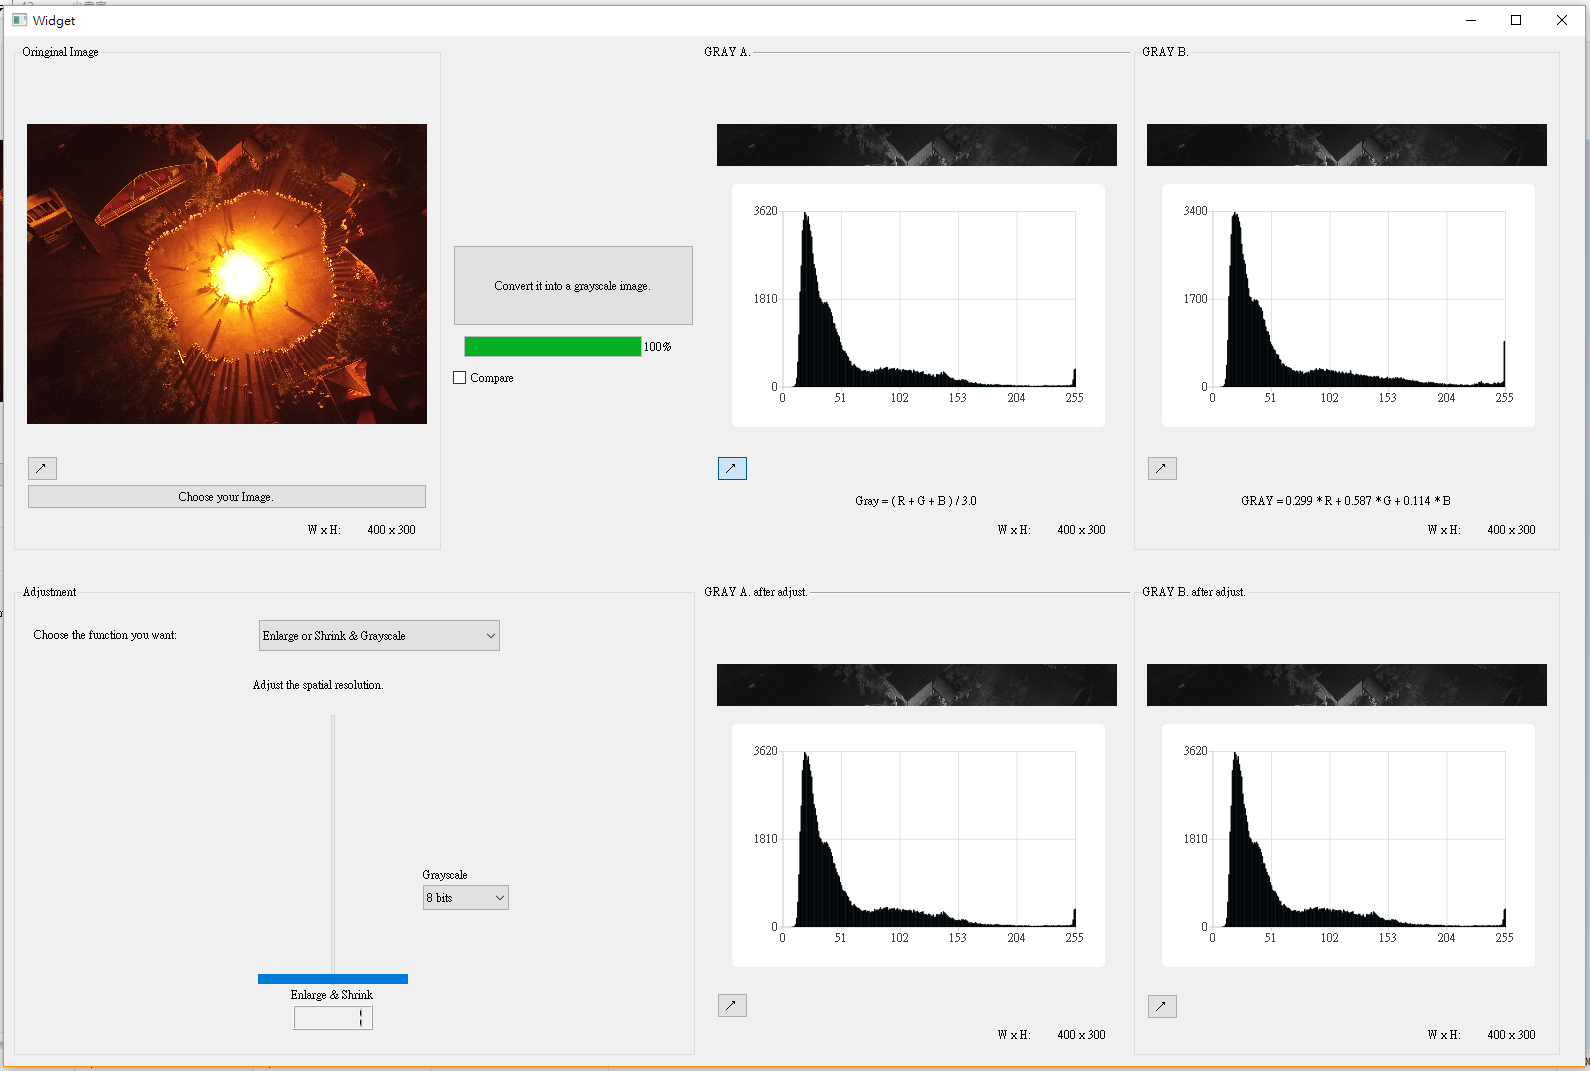 Widget
Oringinal Image
Choose your Image.
W x H: 400 x 300
Convert it into a grayscale image.
100%
Compare
GRAY A.
3620
1810
0
0 51 102 153 204 255
Gray = ( R + G + B ) / 3.0
W x H: 400 x 300
GRAY B.
3400
1700
0
0 51 102 153 204 255
GRAY = 0.299 * R + 0.587 * G + 0.114 * B
W x H: 400 x 300
Adjustment
Choose the function you want:
Enlarge or Shrink & Grayscale
Adjust the spatial resolution.
Grayscale
8 bits
Enlarge & Shrink
GRAY A. after adjust.
3620
1810
0
0 51 102 153 204 255
W x H: 400 x 300
GRAY B. after adjust.
3620
1810
0
0 51 102 153 204 255
W x H: 400 x 300